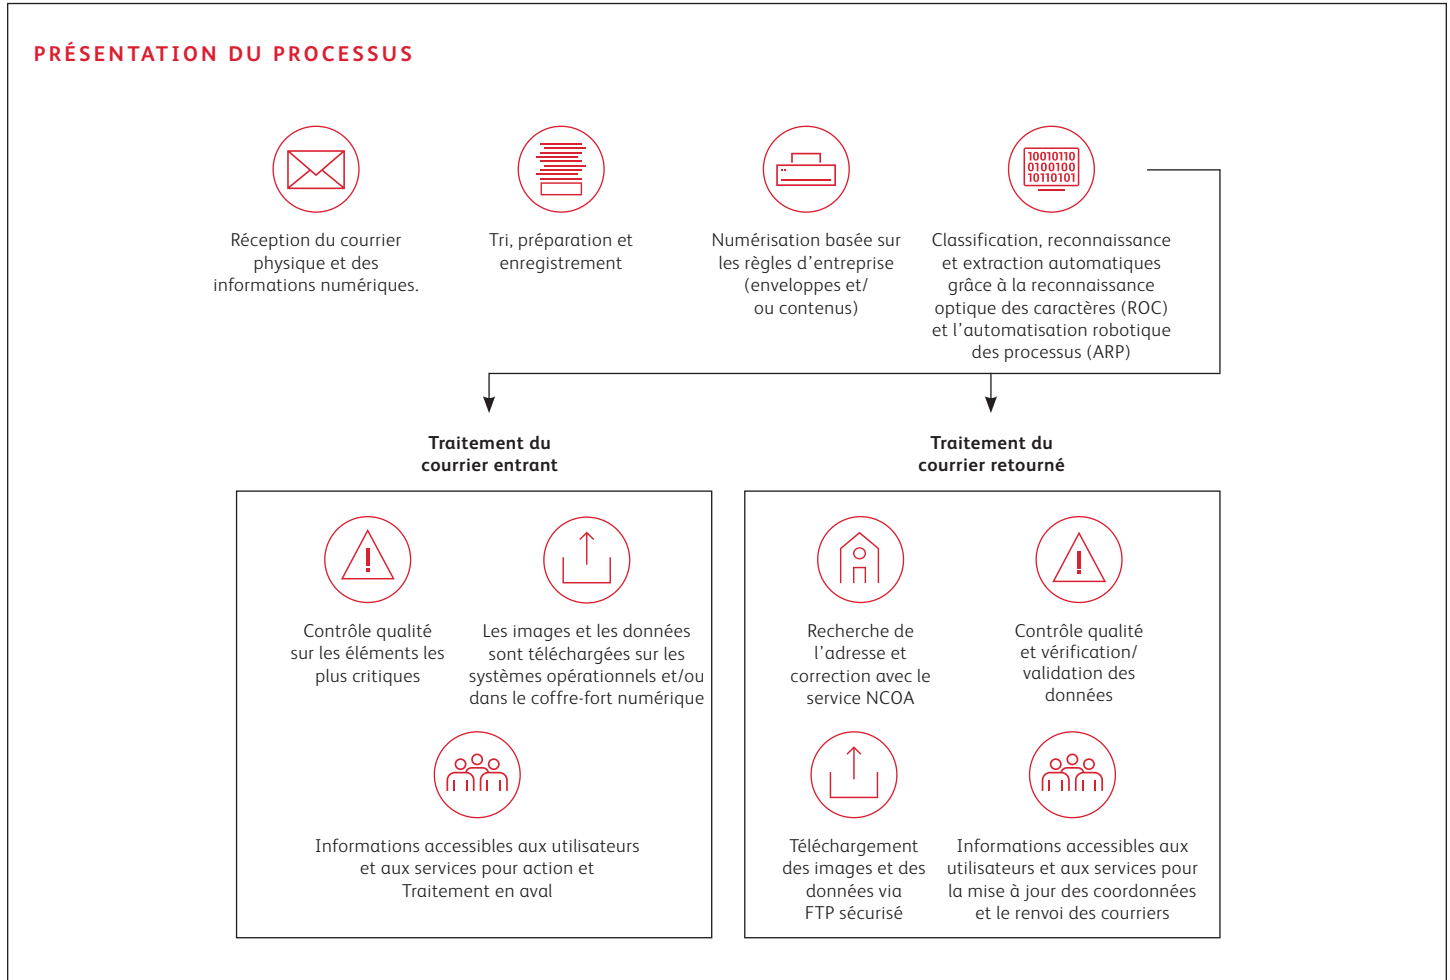 PRÉSENTATION DU PROCESSUS
Réception du courrier
physique et des
informations numériques.
Tri, préparation et
enregistrement
Numérisation basée sur
les règles d’entreprise
(enveloppes et/
ou contenus)
10010110
0100100
10110101
Classification, reconnaissance
et extraction automatiques
grâce à la reconnaissance
optique des caractères (ROC)
et l’automatisation robotique
des processus (ARP)
Traitement du
courrier entrant
Contrôle qualité
sur les éléments les
plus critiques
Les images et les données
sont téléchargées sur les
systèmes opérationnels et/ou
dans le coffre-fort numérique
Informations accessibles aux utilisateurs
et aux services pour action et
Traitement en aval
Traitement du
courrier retourné
Recherche de
l’adresse et
correction avec le
service NCOA
Contrôle qualité
et vérification/
validation des
données
Téléchargement
des images et des
données via
FTP sécurisé
Informations accessibles aux
utilisateurs et aux services pour
la mise à jour des coordonnées
et le renvoi des courriers